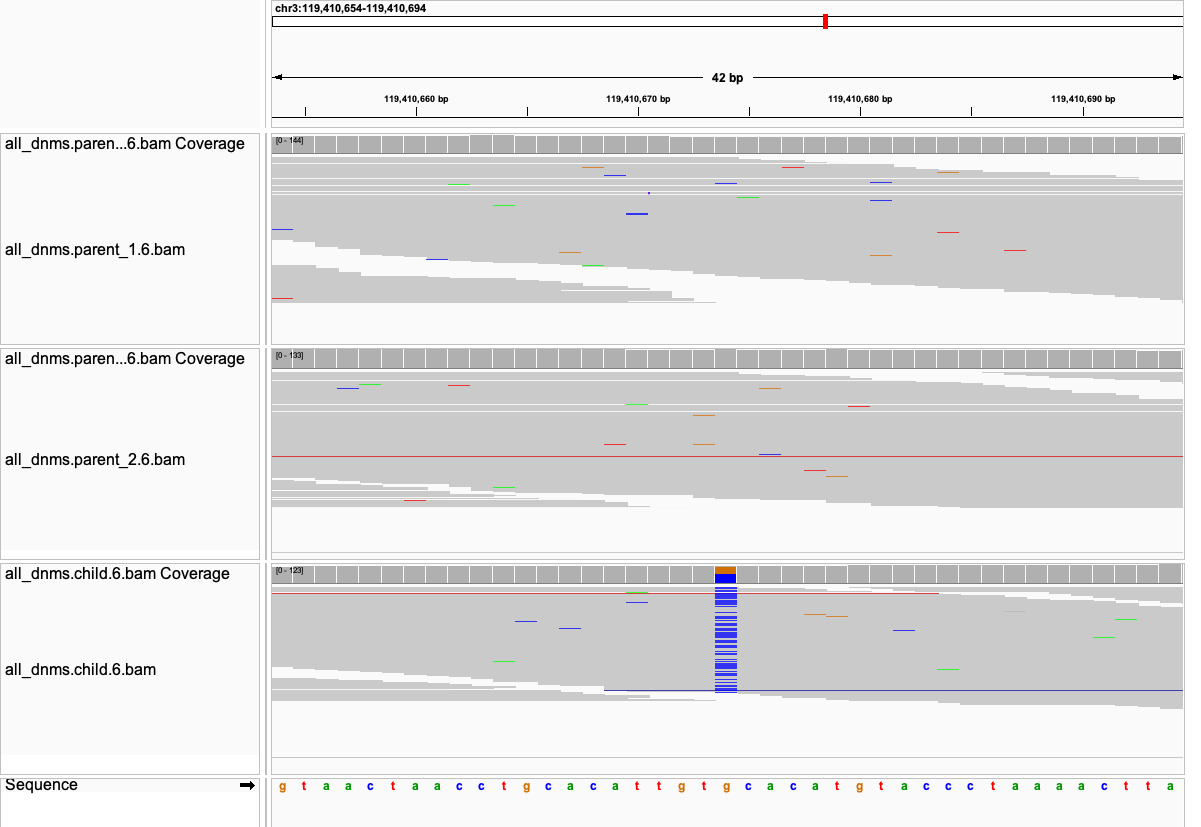 chr3:119,410,654-119,410,694
42 bp
119,410,660 bp 119,410,670 bp 119,410,680 bp 119,410,690 bp
all_dnms.paren...6.bam Coverage
[0 - 144]
all_dnms.parent_1.6.bam
all_dnms.paren...6.bam Coverage
[0 - 133]
all_dnms.parent_2.6.bam
all_dnms.child.6.bam Coverage
[0 - 123]
all_dnms.child.6.bam
Sequence g t a a c t a a c c t g c a c a t t g t g c a c a t g t a c c c t a a a a c t t a